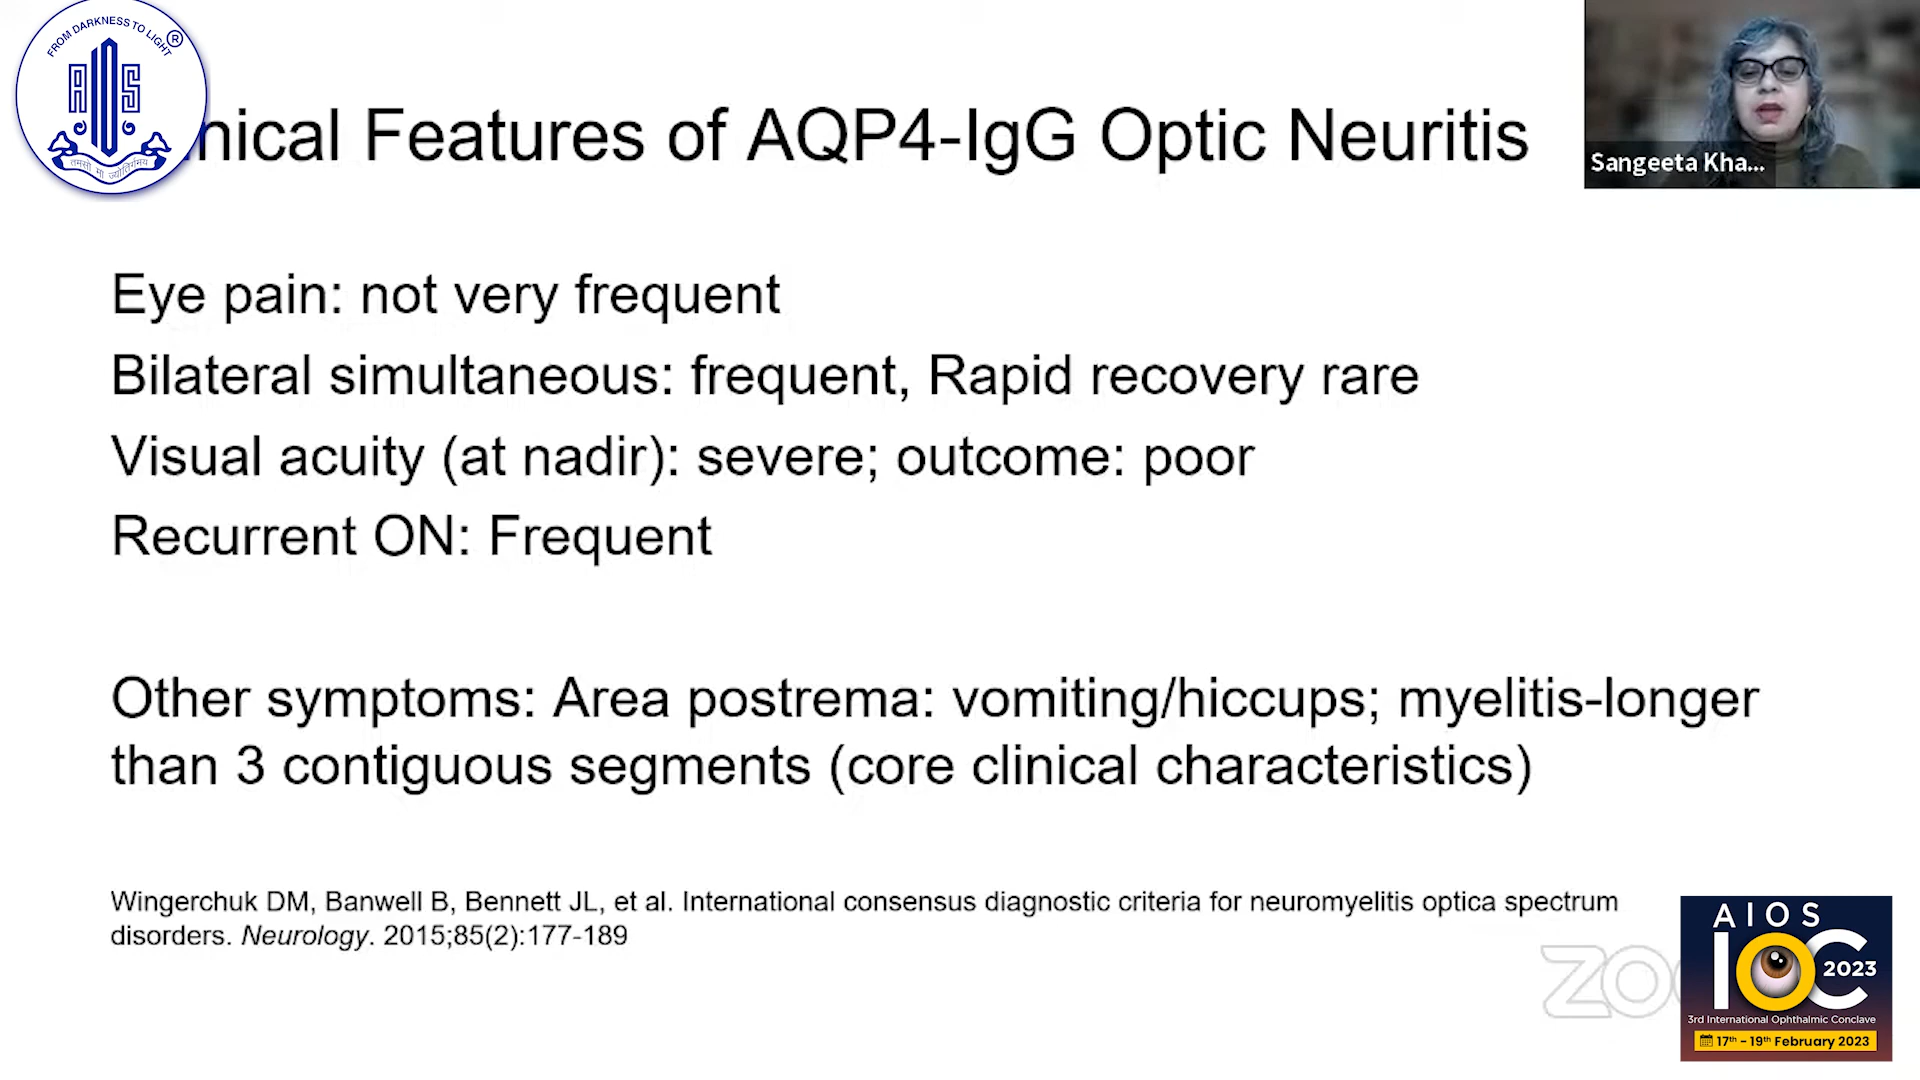 FROM DARKNESS TO LIGHT
®
AIOS
तमसो मा ज्योतिर्गमय
nical Features of AQP4-IgG Optic Neuritis
Sangeeta Kha...
Eye pain: not very frequent
Bilateral simultaneous: frequent, Rapid recovery rare
Visual acuity (at nadir): severe; outcome: poor
Recurrent ON: Frequent
Other symptoms: Area postrema: vomiting/hiccups; myelitis-longer
than 3 contiguous segments (core clinical characteristics)
Wingerchuk DM, Banwell B, Bennett JL, et al. International consensus diagnostic criteria for neuromyelitis optica spectrum
disorders. Neurology. 2015;85(2):177-189
ZO
AIOS
IOC 2023
3rd International Ophthalmic Conclave
17th - 19th February 2023